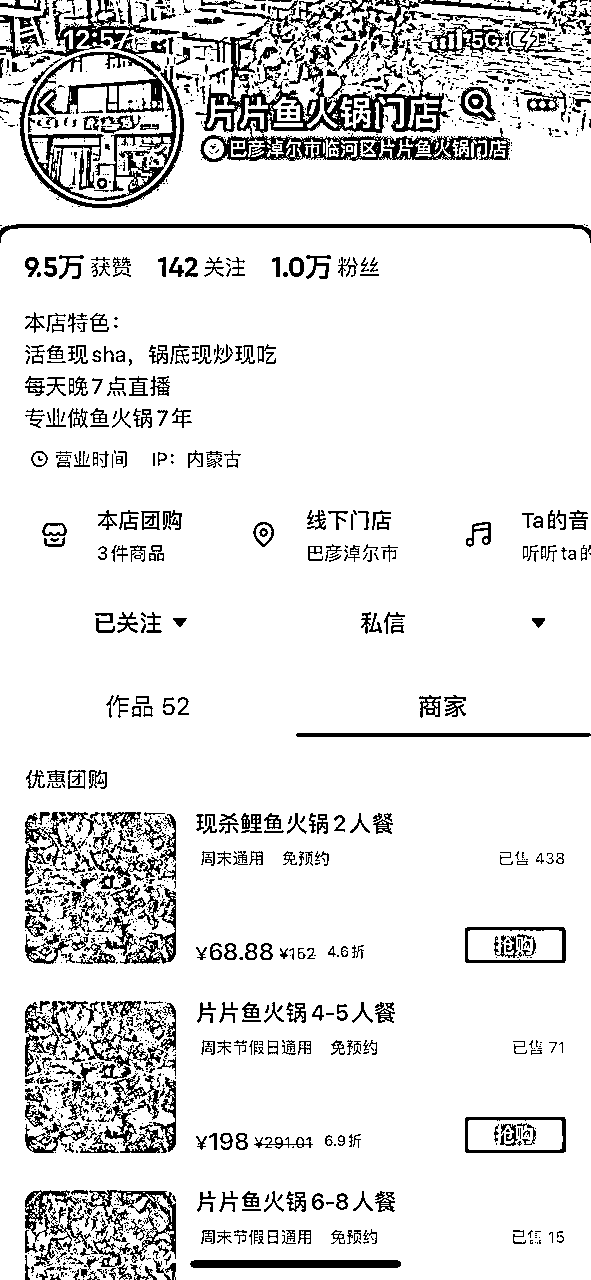 12:57
5G
片片鱼火锅门店
巴彦淖尔市临河区片片鱼火锅门店
9.5万 获赞 142 关注 1.0万 粉丝
本店特色：
活鱼现sha，锅底现炒现吃
每天晚7点直播
专业做鱼火锅7年
营业时间 IP：内蒙古
本店团购 线下门店 Ta的音
3件商品 巴彦淖尔市 听听ta的
已关注 私信
作品 52 商家
优惠团购
现杀鲤鱼火锅2人餐
周末通用 免预约 已售 438
¥68.88 ¥152 4.6折 抢购
片片鱼火锅4-5人餐
周末节假日通用 免预约 已售 71
¥198 ¥291.01 6.9折 抢购
片片鱼火锅6-8人餐
周末节假日通用 免预约 已售 15